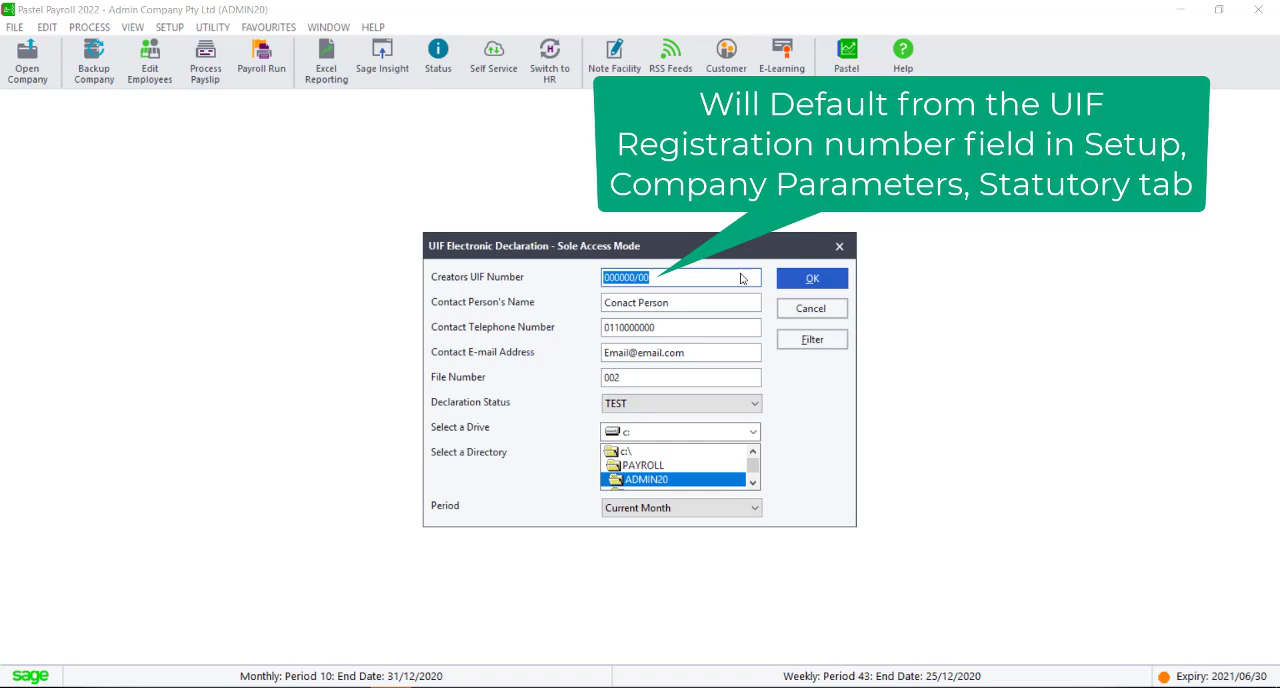 Pastel Payroll 2022 - Admin Company Pty Ltd (ADMIN20)
FILE EDIT PROCESS VIEW SETUP UTILITY FAVOURITES WINDOW HELP
Open Company
Backup Company
Edit Employees
Process Payslip
Payroll Run
Excel Reporting
Sage Insight
Status
Self Service
Switch to HR
Note Facility
RSS Feeds
Customer
E-Learning
Pastel
Help
Will Default from the UIF
Registration number field in Setup,
Company Parameters, Statutory tab
UIF Electronic Declaration - Sole Access Mode
Creators UIF Number 000000/00 OK
Contact Person's Name Conact Person Cancel
Contact Telephone Number 0110000000
Filter
Contact E-mail Address Email@email.com
File Number 002
Declaration Status TEST
Select a Drive c:
Select a Directory c:\
PAYROLL
ADMIN20
Period Current Month
sage Monthly: Period 10: End Date: 31/12/2020 Weekly: Period 43: End Date: 25/12/2020 Expiry: 2021/06/30